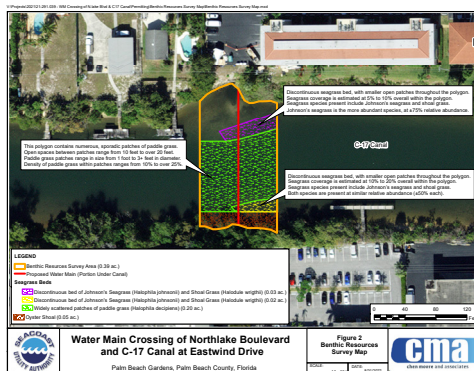 Discontinuous seagrass bed, with smaller open patches throughout the polygon.
Seagrass coverage is estimated at 5% to 10% overall within the polygon.
Seagrass species present include Johnson's seagrass and shoal grass.
Johnson's seagrass is the more abundant species, at ±75% relative abundance.
This polygon contains numerous, sporadic patches of paddle grass.
Open spaces between patches range from 10 feet to over 20 feet.
Paddle grass patches range in size from 1 foot to 3+ feet in diameter.
Density of paddle grass within patches ranges from 10% to over 25%.
C-17 Canal
Discontinuous seagrass bed, with smaller open patches throughout the polygon.
Seagrass coverage is estimated at 10% to 20% overall within the polygon.
Seagrass species present include Johnson's seagrass and shoal grass.
Both species are present at similar relative abundance (±50% each).
LEGEND
Benthic Resources Survey Area (0.39 ac.)
Proposed Water Main (Portion Under Canal)
Seagrass Beds
Discontinuous bed of Johnson's Seagrass (Halophila johnsonii) and Shoal Grass (Halodule wrightii) (0.03 ac.)
Discontinuous bed of Johnson's Seagrass (Halophila johnsonii) and Shoal Grass (Halodule wrightii) (0.02 ac.)
Widely scattered patches of paddle grass (Halophila decipiens) (0.20 ac.)
Oyster Shoal (0.05 ac.)
0 40 80 120
SEACOAST
UTILITY AUTHORITY
Water Main Crossing of Northlake Boulevard
and C-17 Canal at Eastwind Drive
Palm Beach Gardens, Palm Beach County, Florida
Figure 2
Benthic Resources
Survey Map
SCALE:
DATE:
cma
chen moore and associates